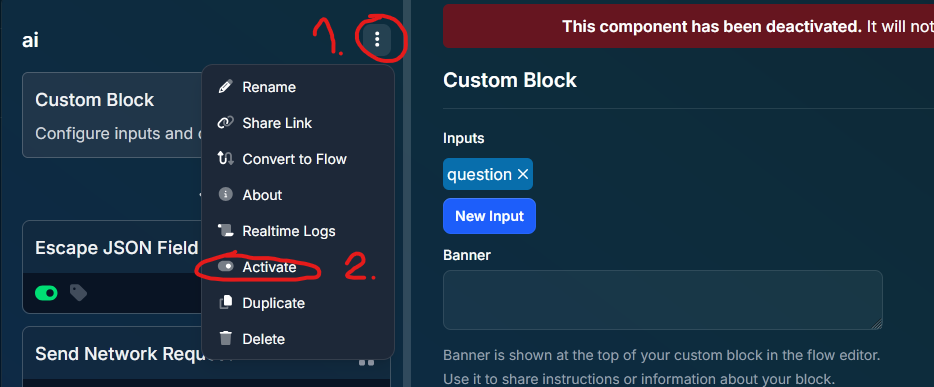 ai
1.
Custom Block
Configure inputs and
Escape JSON Field
Send Network
Rename
Share Link
Convert to Flow
About
Realtime Logs
Activate
2.
Duplicate
Delete
This component has been deactivated. It will not
Custom Block
Inputs
question ×
New Input
Banner
Banner is shown at the top of your custom block in the flow editor.
Use it to share instructions or information about your block.